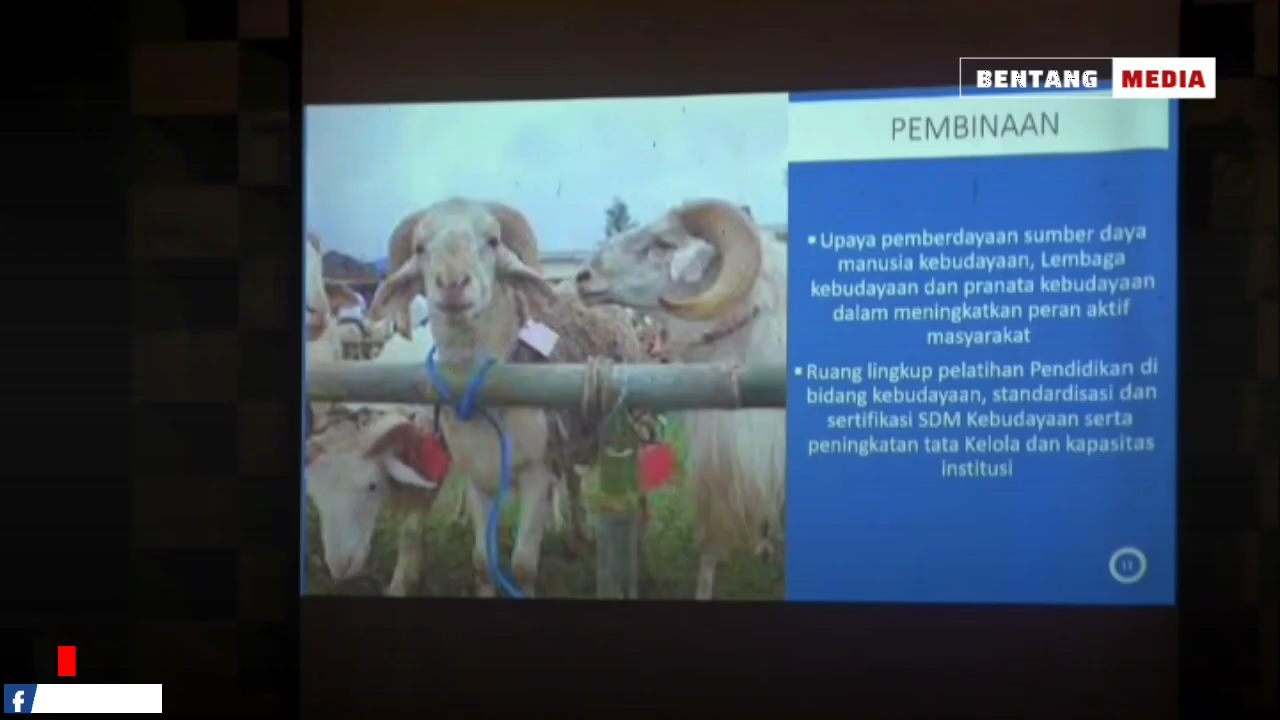 BENTANG MEDIA
PEMBINAAN
▪ Upaya pemberdayaan sumber daya
manusia kebudayaan, Lembaga
kebudayaan dan pranata kebudayaan
dalam meningkatkan peran aktif
masyarakat
▪ Ruang lingkup pelatihan Pendidikan di
bidang kebudayaan, standardisasi dan
sertifikasi SDM Kebudayaan serta
peningkatan tata Kelola dan kapasitas
institusi
f